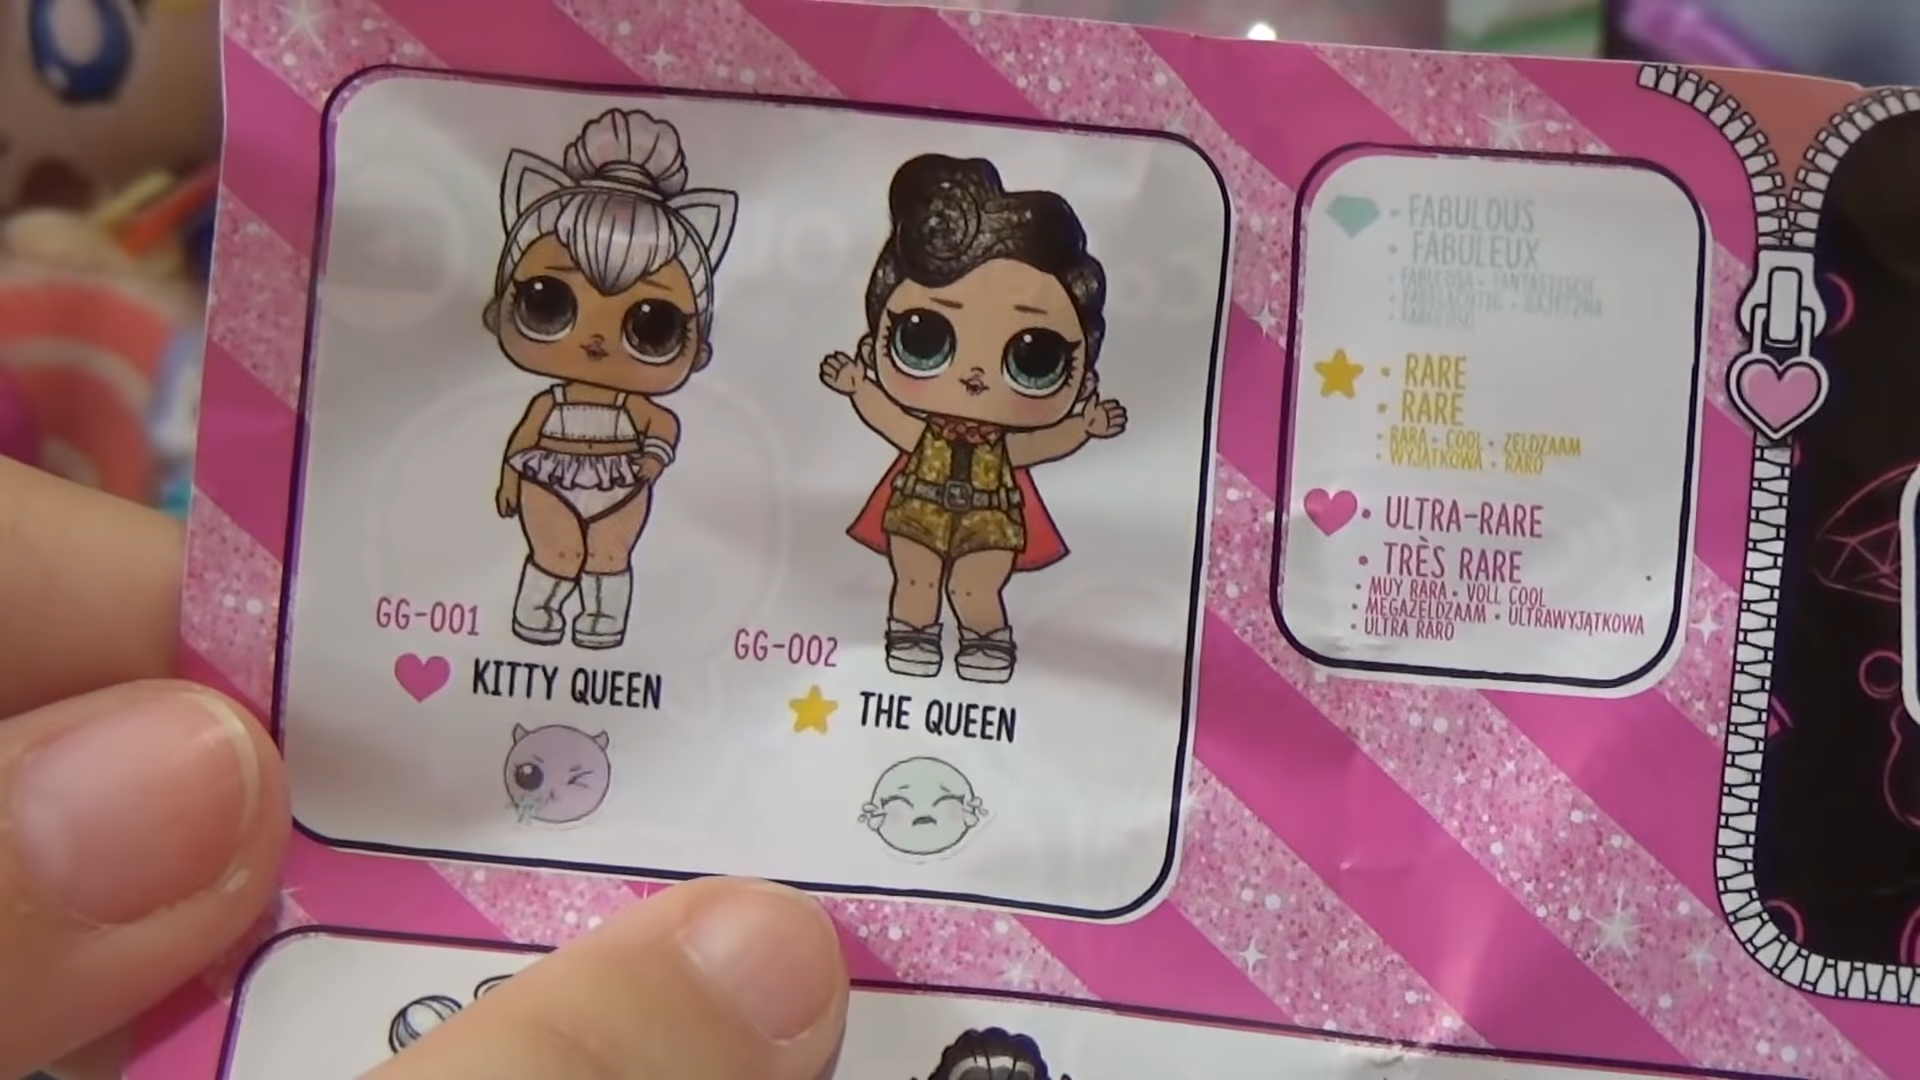 GG-001
KITTY QUEEN
GG-002
THE QUEEN
• FABULOUS
• FABULEUX
• RARE
• RARE
• RARA • COOL • ZELDZAAM
• WYJĄTKOWA • RARO
• ULTRA-RARE
• TRÈS RARE
• MUY RARA • VOLL COOL
• MEGAZELDZAAM • ULTRAWYJĄTKOWA
• ULTRA RARO